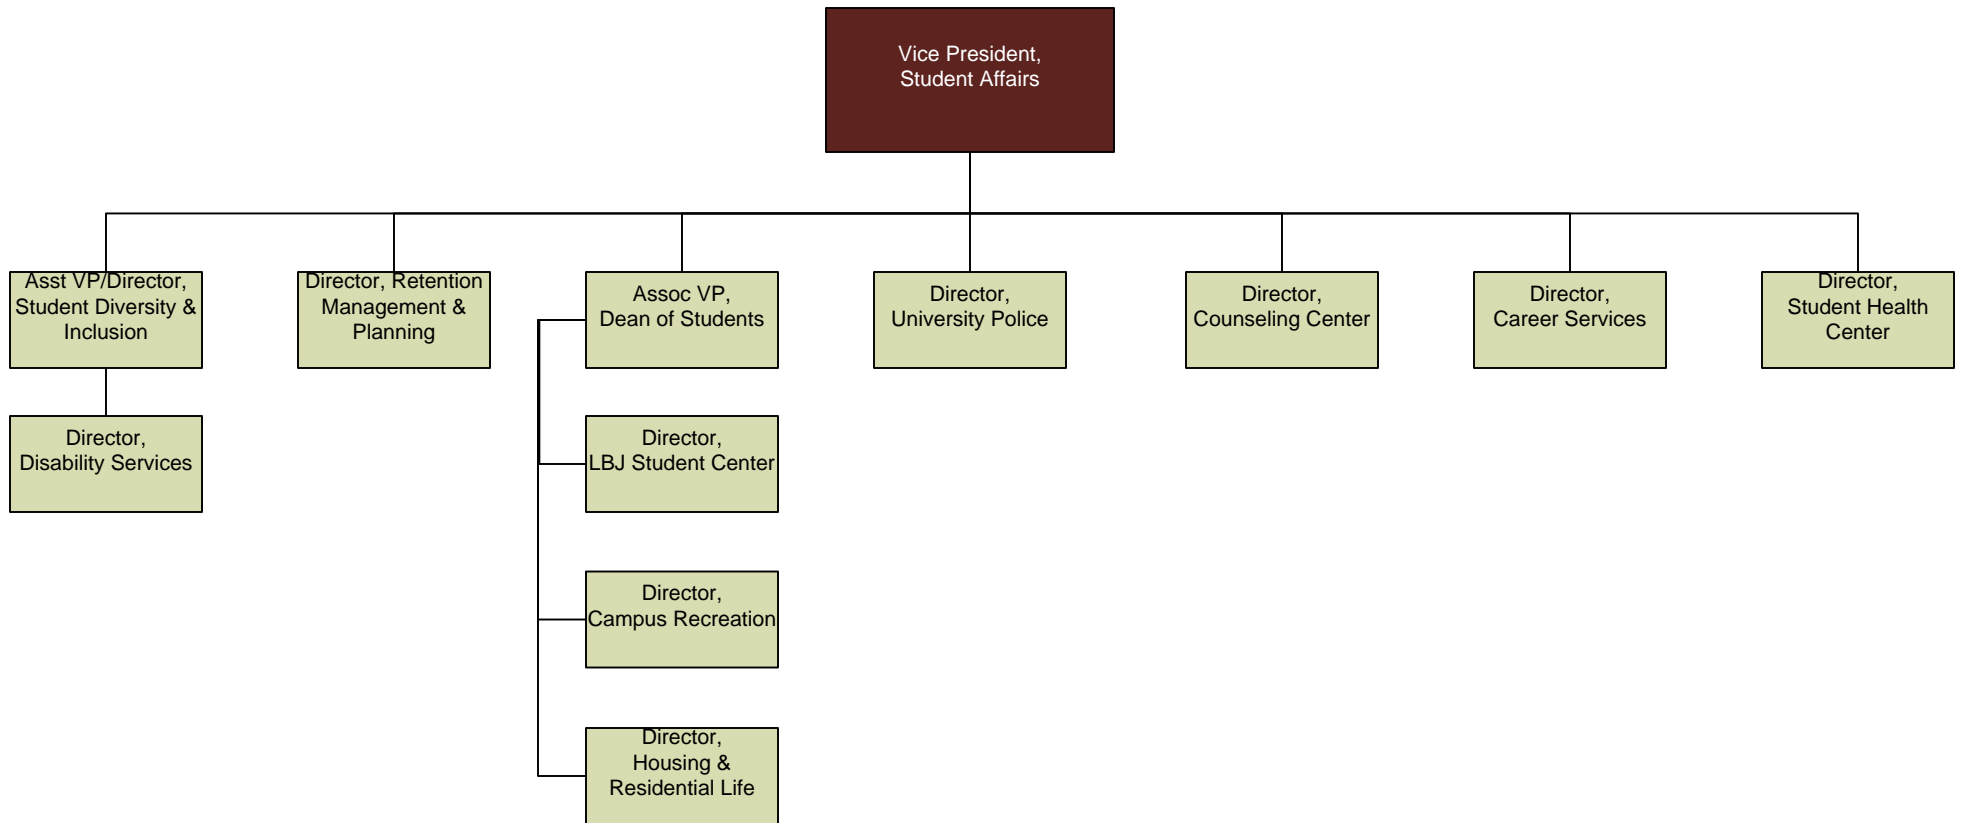 Vice President,
Student Affairs
Asst VP/Director,
Student Diversity &
Inclusion
Director, Retention
Management &
Planning
Assoc VP,
Dean of Students
Director,
University Police
Director,
Counseling Center
Director,
Career Services
Director,
Student Health
Center
Director,
Disability Services
Director,
LBJ Student Center
Director,
Campus Recreation
Director,
Housing &
Residential Life